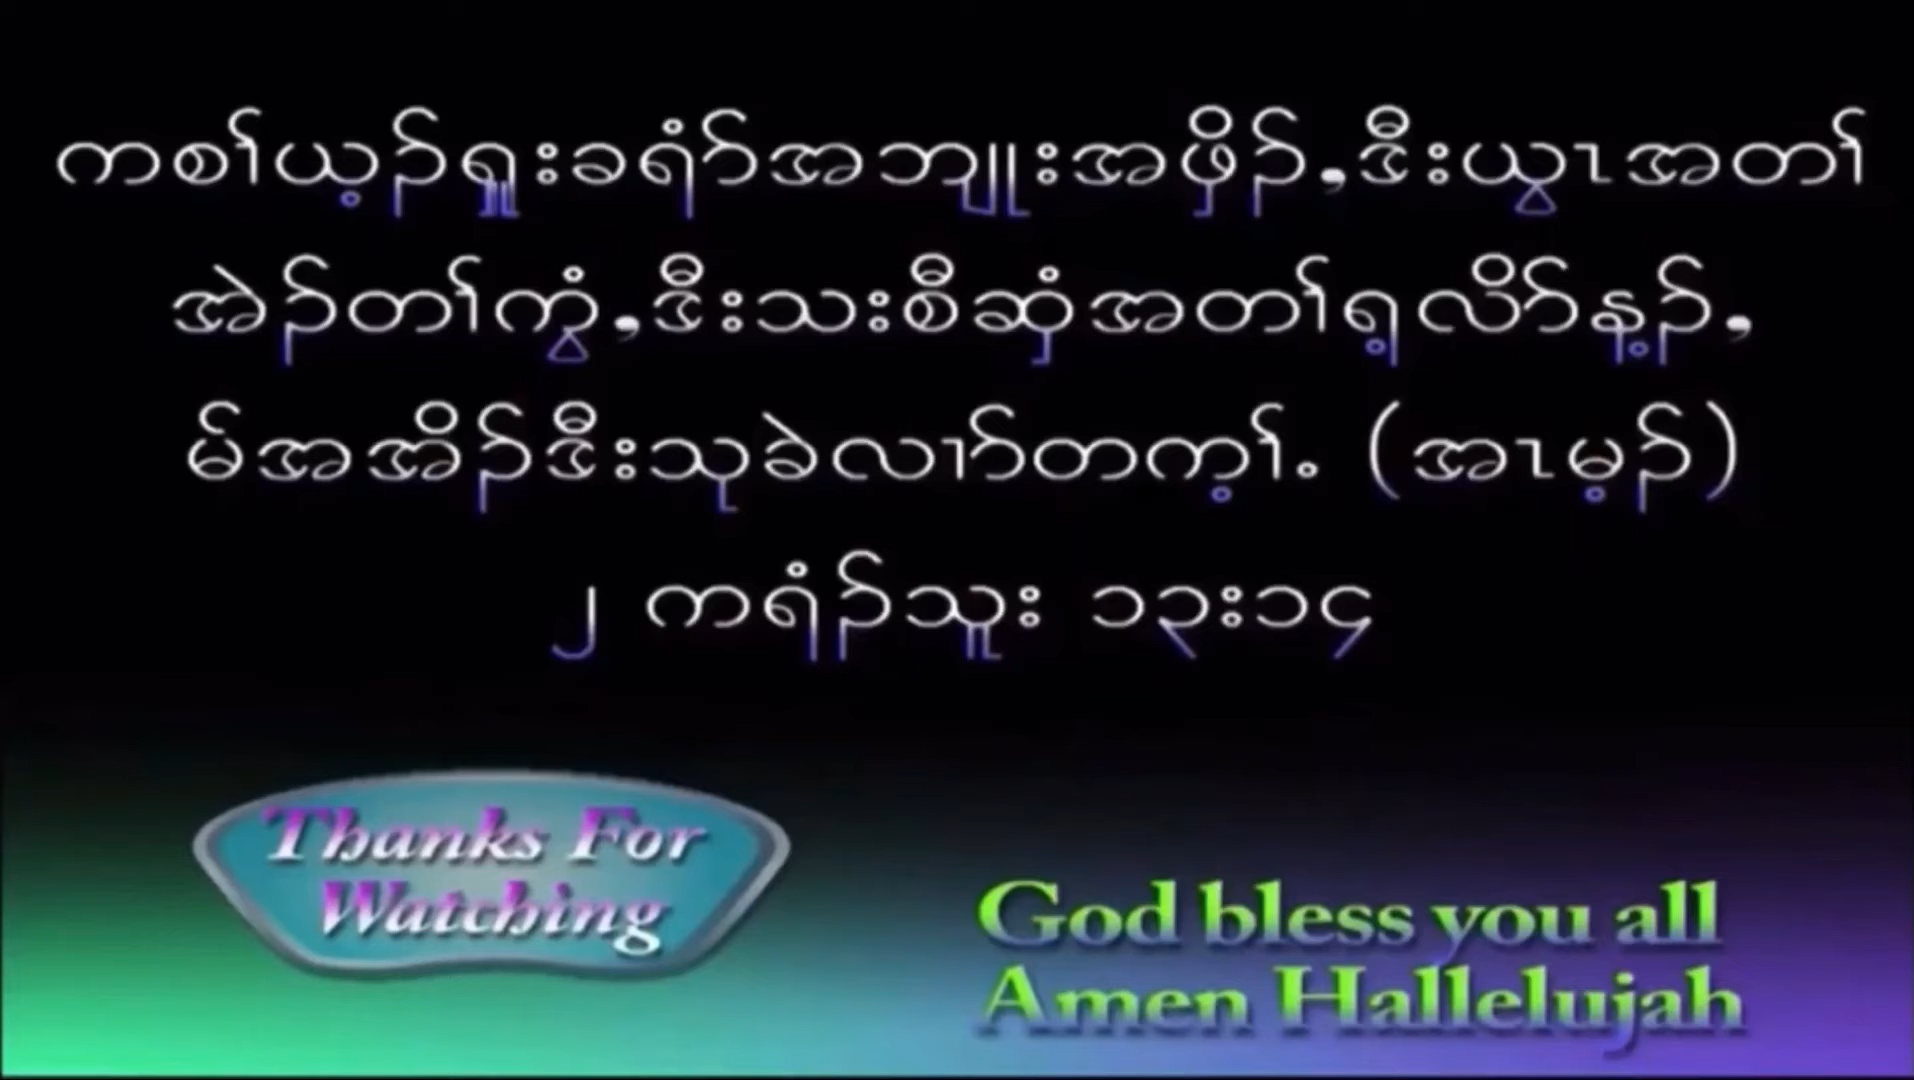 ကစၢ်ယ့ၣ်ရှူးခရံာ်အဘျုးအဖှိၣ်,ဒီးယွၤအတၢ်
အဲၣ်တၢ်ကွံ,ဒီးသးစီဆှံအတၢ်ရ့လိာ်န့ၣ်,
မ်အအိၣ်ဒီးသုခဲလၢာ်တက့ၢ်. (အၤမ့ၣ်)
၂ ကရံၣ်သူး ၁၃း၁၄
Thanks For
Watching
God bless you all
Amen Hallelujah